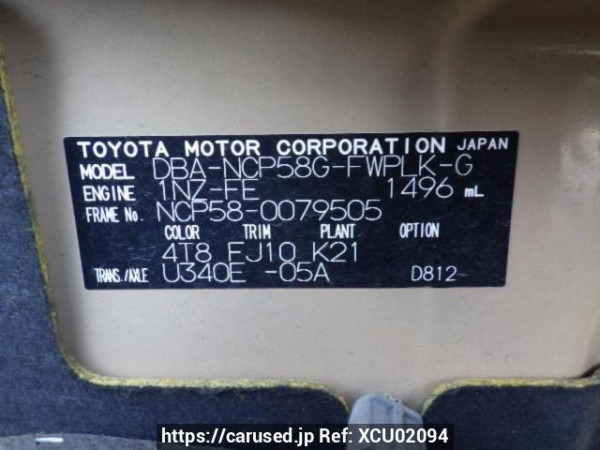 TOYOTA MOTOR CORPORATION JAPAN
MODEL DBA-NCP58G-FWPLK-G
ENGINE 1NZ-FE 1496 mL
FRAME No. NCP58-0079505
COLOR TRIM PLANT OPTION
4T8 FJ10 K21
TRANS./AXLE U340E -05A D812-
https://carused.jp Ref: XCU02094